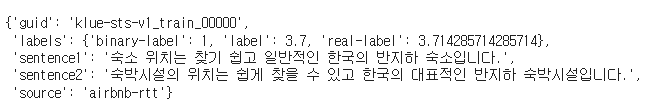 {'guid': 'klue-sts-v1_train_00000',
 'labels': {'binary-label': 1, 'label': 3.7, 'real-label': 3.714285714285714},
 'sentence1': '숙소 위치는 찾기 쉽고 일반적인 한국의 반지하 숙소입니다.',
 'sentence2': '숙박시설의 위치는 쉽게 찾을 수 있고 한국의 대표적인 반지하 숙박시설입니다.',
 'source': 'airbnb-rtt'}